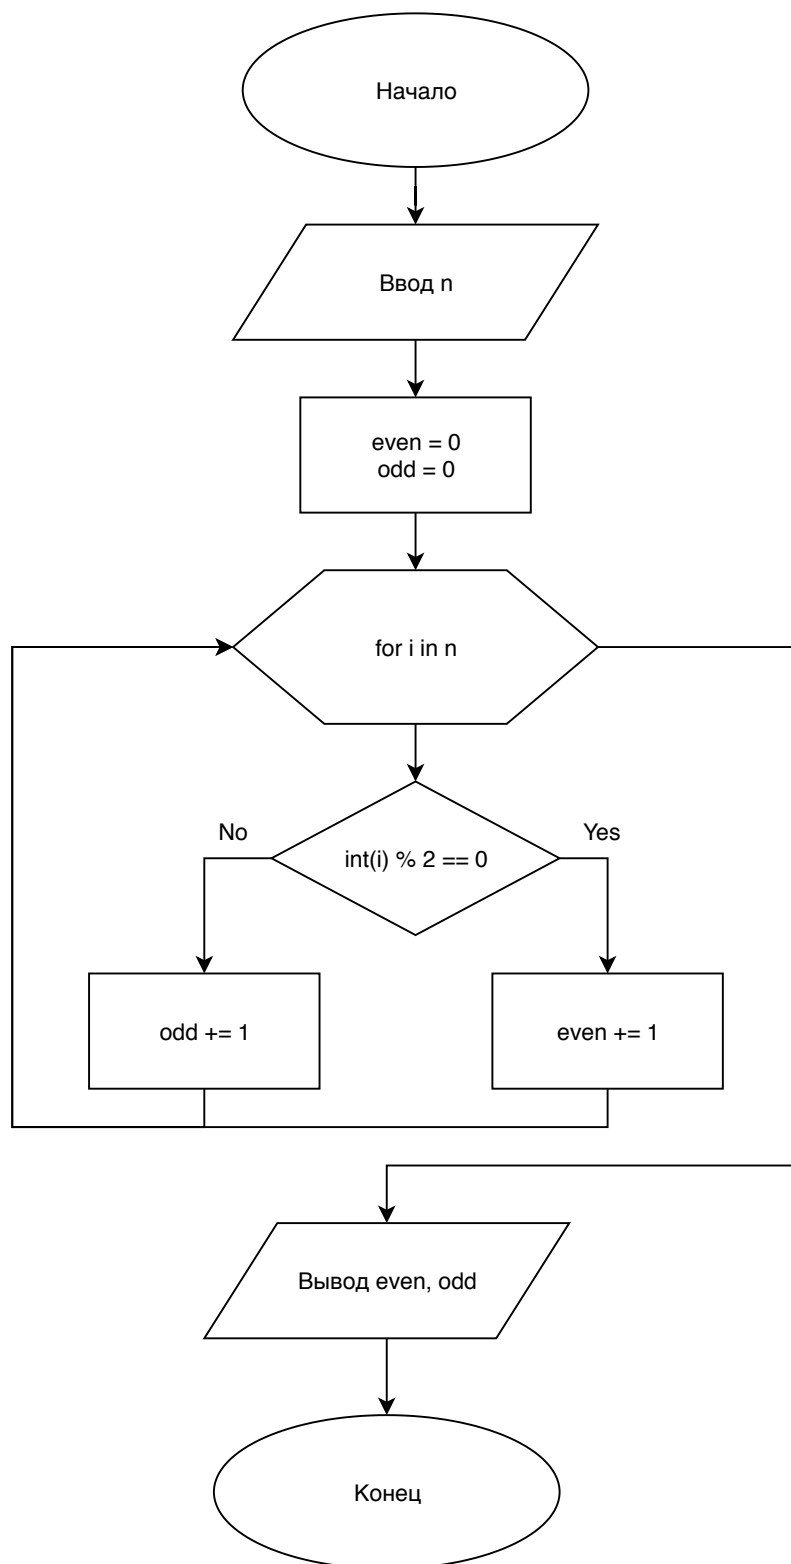 Начало
Ввод n
even = 0
odd = 0
for i in n
No
Yes
int(i) % 2 == 0
odd += 1
even += 1
Вывод even, odd
Конец